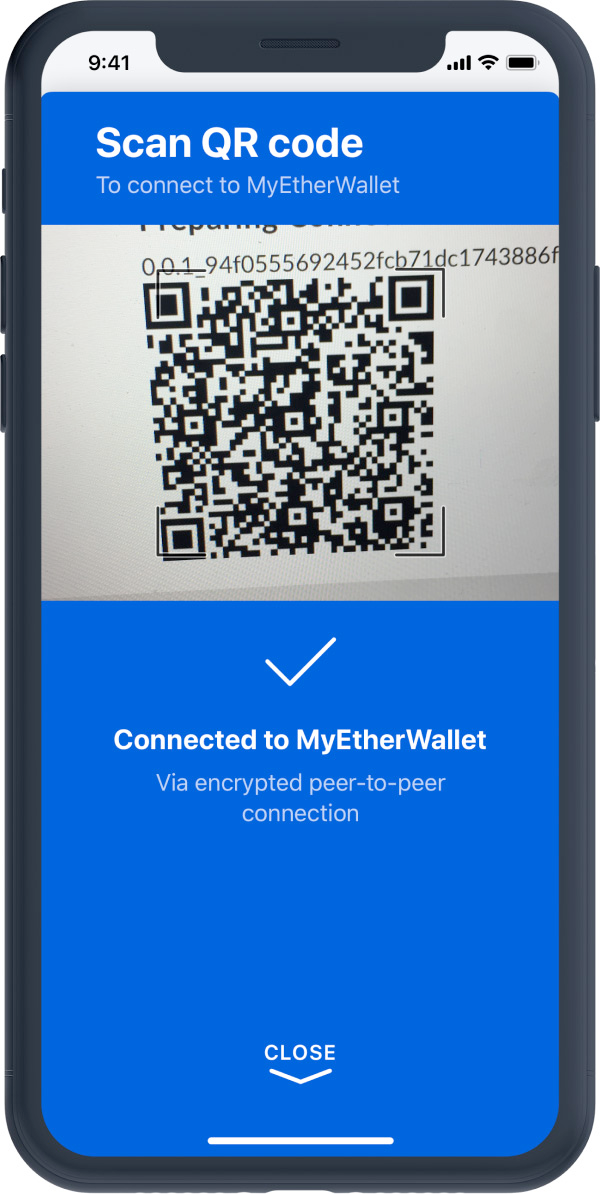 9:41
Scan QR code
To connect to MyEtherWallet
Preparing
0.0.1_94f0555692452fcb71dc1743886f
Connected to MyEtherWallet
Via encrypted peer-to-peer
connection
CLOSE